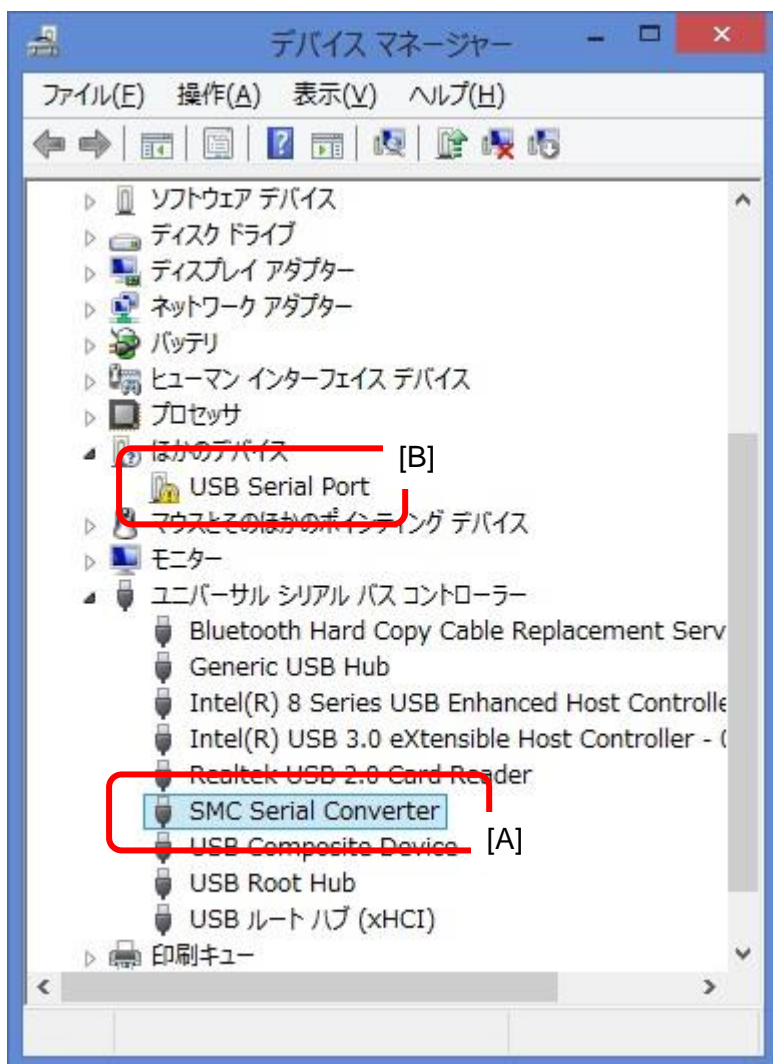 デバイス マネージャー
ファイル(F) 操作(A) 表示(V) ヘルプ(H)
ソフトウェア デバイス
ディスク ドライブ
ディスプレイ アダプター
ネットワーク アダプター
バッテリ
ヒューマン インターフェイス デバイス
プロセッサ
ほかのデバイス
[B]
USB Serial Port
マウスとそのほかのポインティング デバイス
モニター
ユニバーサル シリアル バス コントローラー
Bluetooth Hard Copy Cable Replacement Serv
Generic USB Hub
Intel(R) 8 Series USB Enhanced Host Controlle
Intel(R) USB 3.0 eXtensible Host Controller - (
Realtek USB 2.0 Card Reader
SMC Serial Converter
[A]
USB Composite Device
USB Root Hub
USB ルート ハブ (xHCI)
印刷キュー